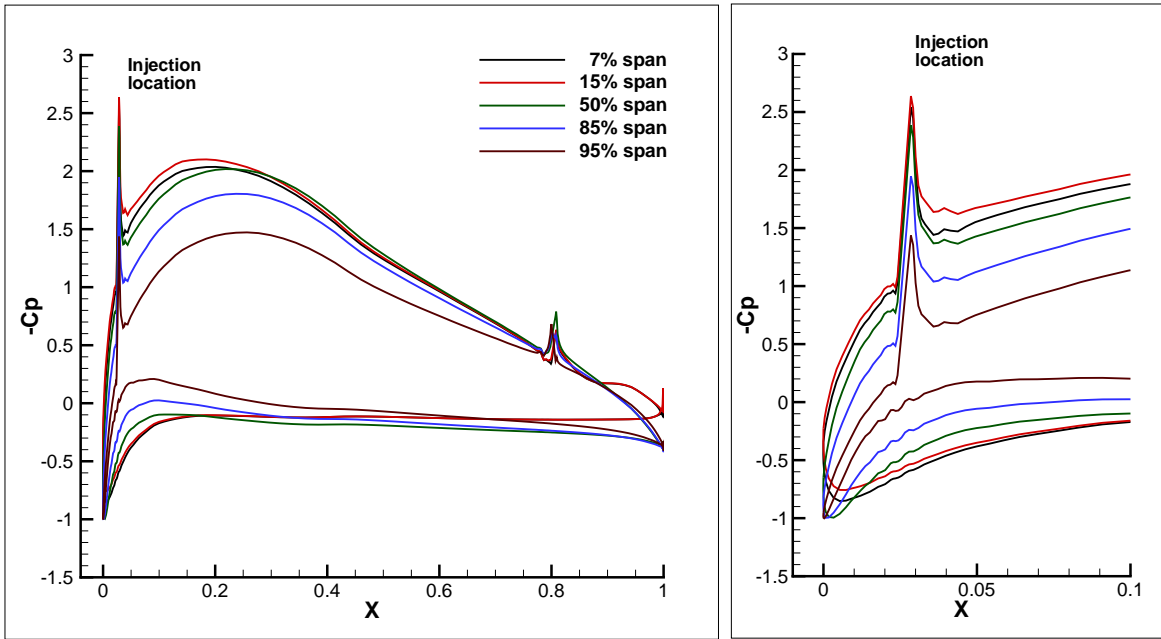 Injection
location
7% span
15% span
50% span
85% span
95% span
3
2.5
2
1.5
1
0.5
0
-0.5
-1
-1.5
-Cp
0
0.2
0.4
0.6
0.8
1
X
Injection
location
3
2.5
2
1.5
1
0.5
0
-0.5
-1
-1.5
-Cp
0
0.05
0.1
X